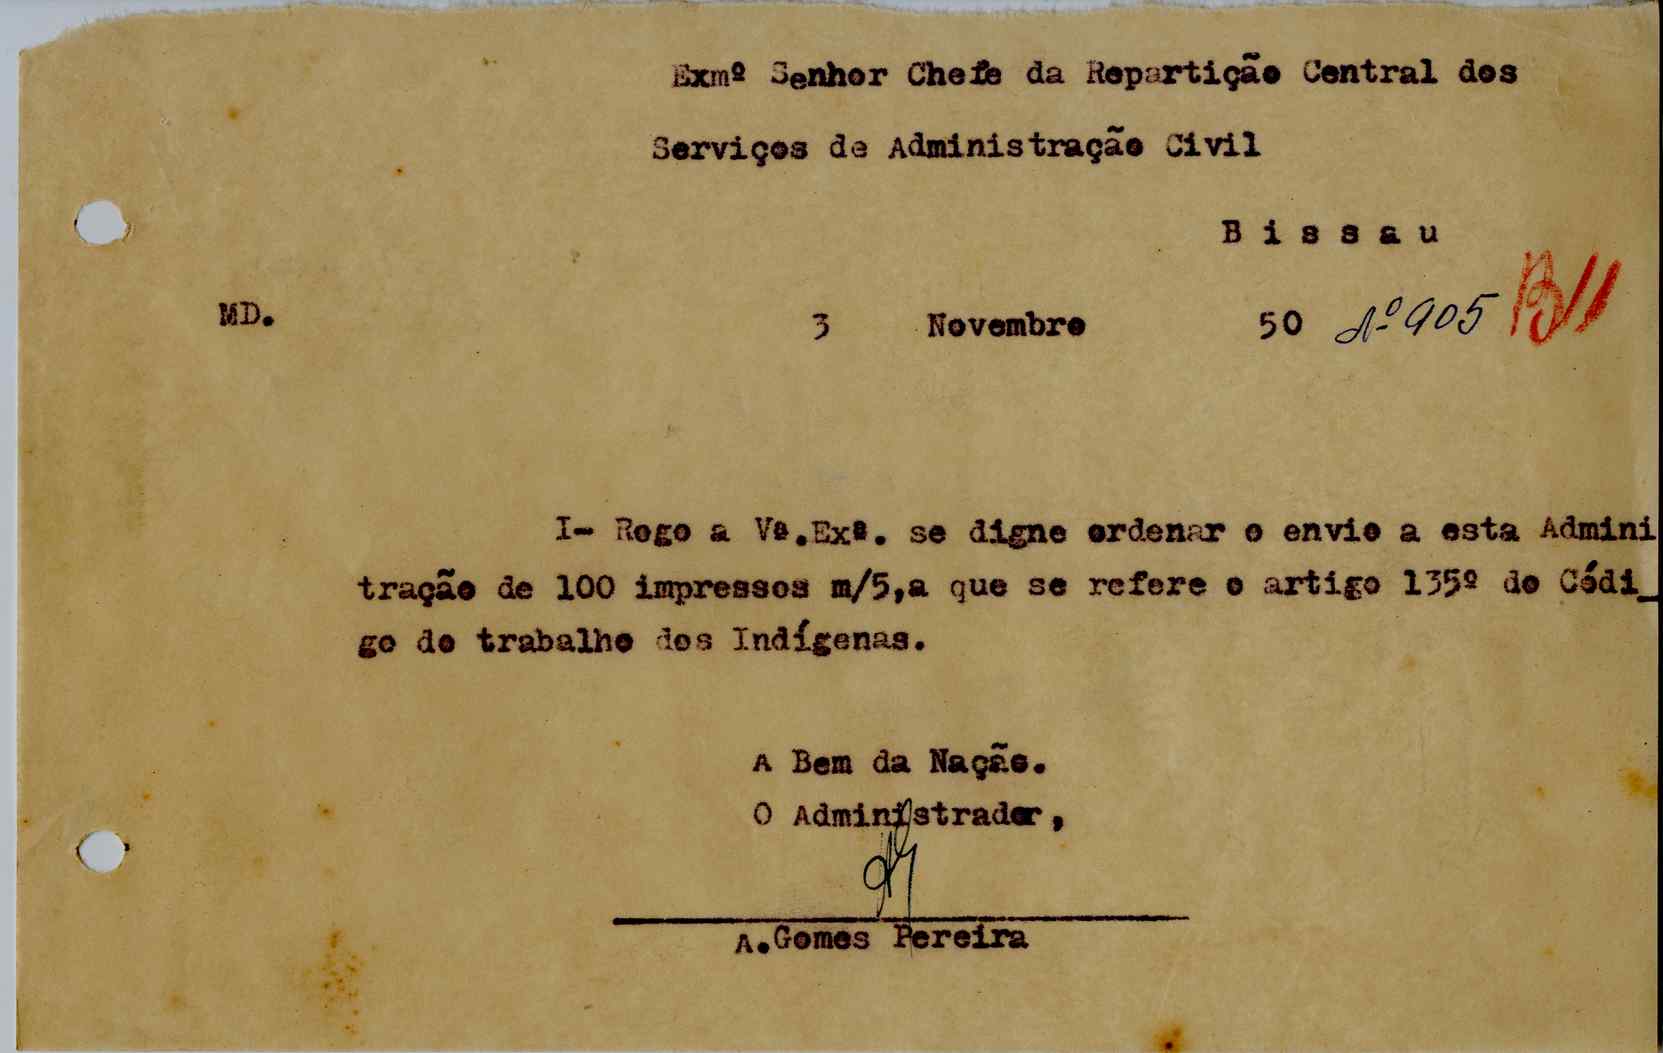 Exmº Senhor Chefe da Repartição Central dos
Serviços de Administração Civil
B i s s a u
MD. 3 Novembro 50 Nº 905
I- Rogo a Vª.Exª. se digne ordenar o envio a esta Admini
tração de 100 impressos m/5,a que se refere o artigo 135º do Códi_
go do trabalho dos Indígenas.
A Bem da Nação.
O Administrador,
A.Gomes Pereira